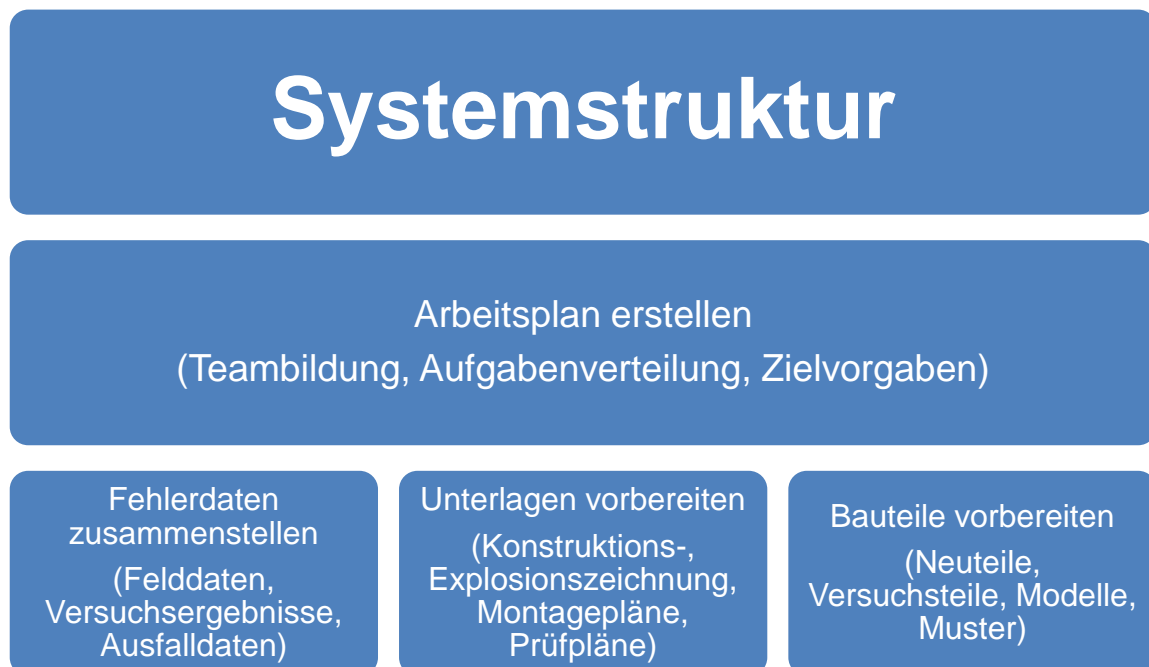 Systemstruktur
Arbeitsplan erstellen
(Teambildung, Aufgabenverteilung, Zielvorgaben)
Fehlerdaten
zusammenstellen
(Felddaten,
Versuchsergebnisse,
Ausfalldaten)
Unterlagen vorbereiten
(Konstruktions-,
Explosionszeichnung,
Montagepläne,
Prüfpläne)
Bauteile vorbereiten
(Neuteile,
Versuchsteile, Modelle,
Muster)